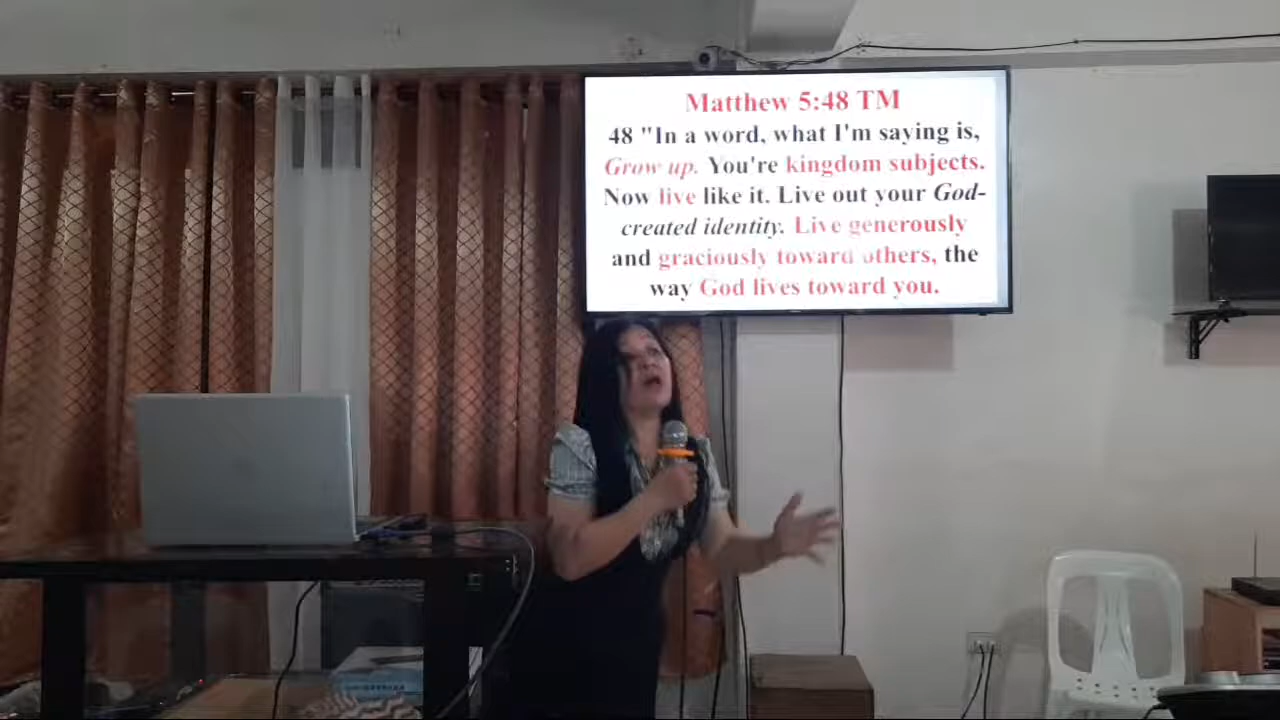 Matthew 5:48 TM
48 "In a word, what I'm saying is,
Grow up. You're kingdom subjects.
Now live like it. Live out your God-
created identity. Live generously
and graciously toward others, the
way God lives toward you.